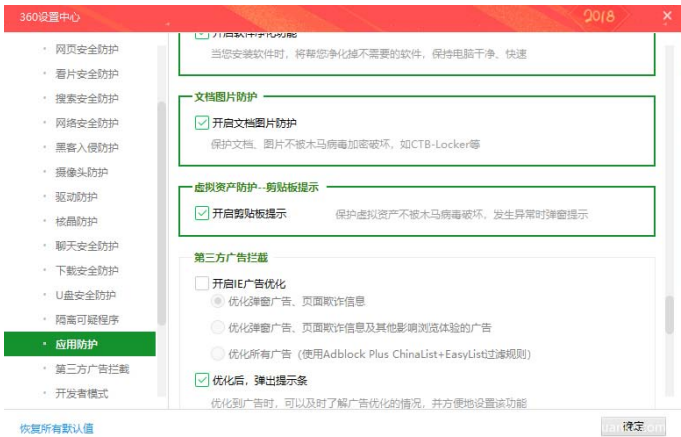 360设置中心
2018
网页安全防护
看片安全防护
搜索安全防护
网络安全防护
黑客入侵防护
摄像头防护
驱动防护
核晶防护
聊天安全防护
下载安全防护
U盘安全防护
隔离可疑程序
应用防护
第三方广告拦截
开发者模式
开启软件净化功能
当您安装软件时，将帮您净化掉不需要的软件，保持电脑干净、快速
文档图片防护
开启文档图片防护
保护文档、图片不被木马病毒加密破坏，如CTB-Locker等
虚拟资产防护--剪贴板提示
开启剪贴板提示 保护虚拟资产不被木马病毒破坏，发生异常时弹窗提示
第三方广告拦截
开启IE广告优化
优化弹窗广告、页面欺诈信息
优化弹窗广告、页面欺诈信息及其他影响浏览体验的广告
优化所有广告（使用Adblock Plus ChinaList+EasyList过滤规则）
优化后，弹出提示条
优化到广告时，可以及时了解广告优化的情况，并方便地设置该功能
恢复所有默认值
确定